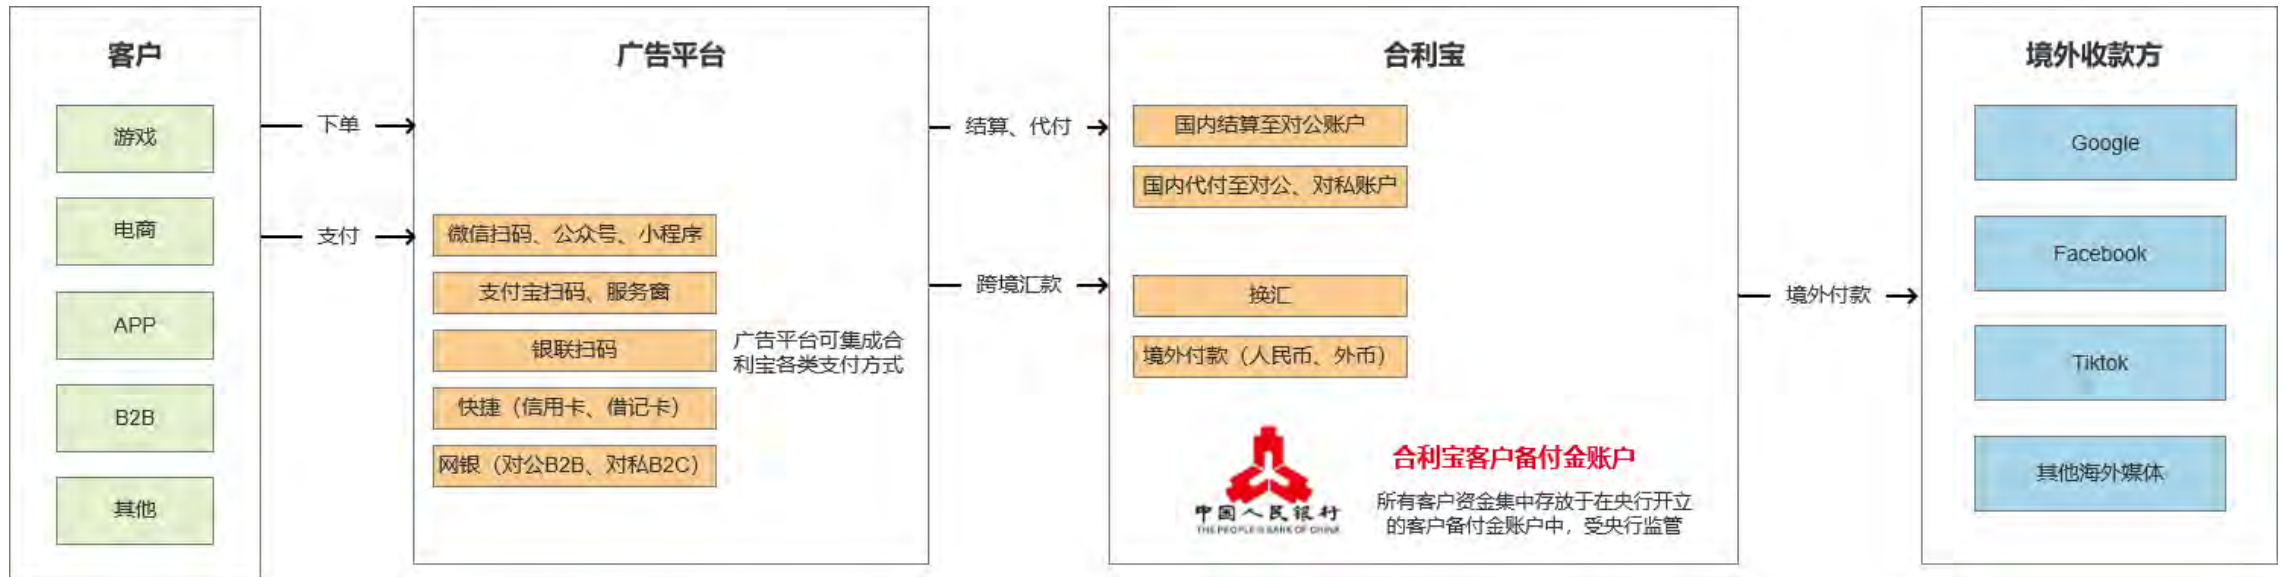 客户
游戏
电商
APP
B2B
其他
下单
支付
广告平台
微信扫码、公众号、小程序
支付宝扫码、服务窗
银联扫码
快捷（信用卡、借记卡）
网银（对公B2B、对私B2C）
广告平台可集成合
利宝各类支付方式
结算、代付
跨境汇款
合利宝
国内结算至对公账户
国内代付至对公、对私账户
换汇
境外付款（人民币、外币）
中国人民银行
THE PEOPLE'S BANK OF CHINA
合利宝客户备付金账户
所有客户资金集中存放于在央行开立
的客户备付金账户中，受央行监管
境外付款
境外收款方
Google
Facebook
Tiktok
其他海外媒体